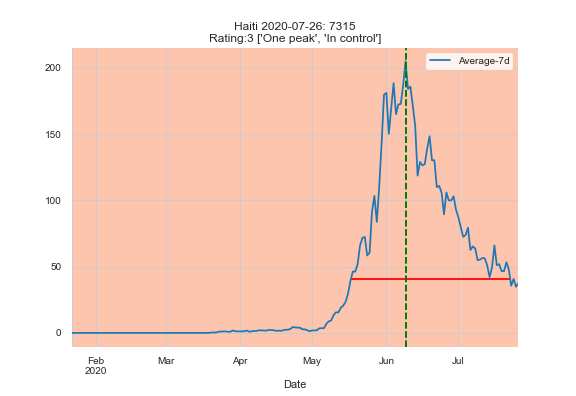 Haiti 2020-07-26: 7315
Rating:3 ['One peak', 'In control']
Average-7d
200
150
100
50
0
Feb
2020
Mar
Apr
May
Jun
Jul
Date